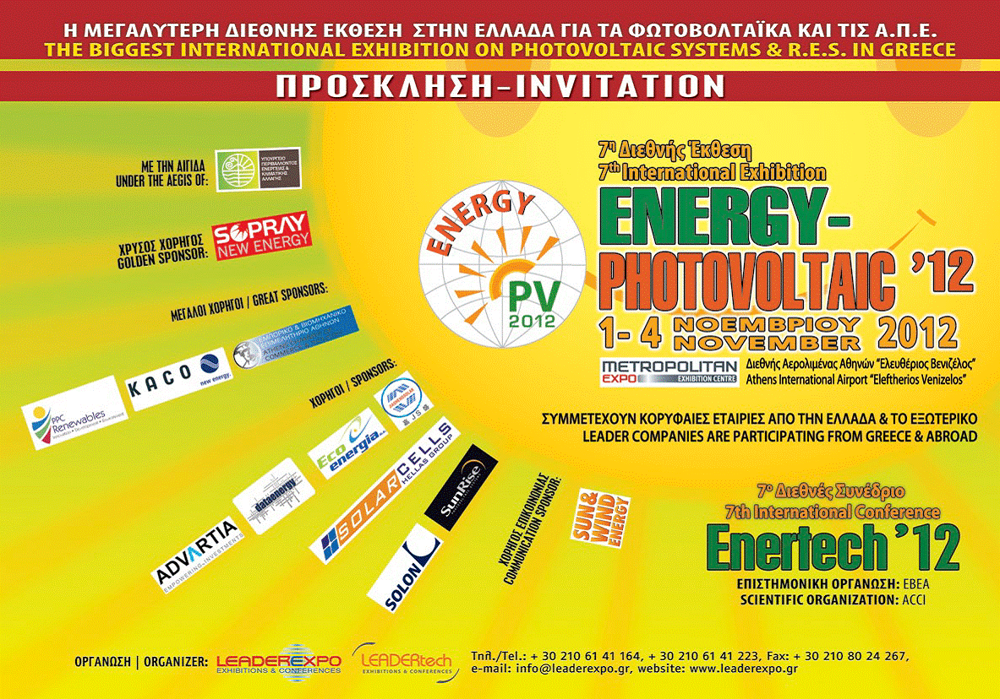 Η ΜΕΓΑΛΥΤΕΡΗ ΔΙΕΘΝΗΣ ΕΚΘΕΣΗ ΣΤΗΝ ΕΛΛΑΔΑ ΓΙΑ ΤΑ ΦΩΤΟΒΟΛΤΑΪΚΑ ΚΑΙ ΤΙΣ Α.Π.Ε.
THE BIGGEST INTERNATIONAL EXHIBITION ON PHOTOVOLTAIC SYSTEMS & R.E.S. IN GREECE
ΠΡΟΣΚΛΗΣΗ-INVITATION
ΜΕ ΤΗΝ ΑΙΓΙΔΑ
UNDER THE AEGIS OF:
ΥΠΟΥΡΓΕΙΟ
ΠΕΡΙΒΑΛΛΟΝΤΟΣ
ΕΝΕΡΓΕΙΑΣ &
ΚΛΙΜΑΤΙΚΗΣ
ΑΛΛΑΓΗΣ
ΧΡΥΣΟΣ ΧΟΡΗΓΟΣ
GOLDEN SPONSOR:
SOPRAY
NEW ENERGY
ΜΕΓΑΛΟΙ ΧΟΡΗΓΟΙ / GREAT SPONSORS:
ΕΜΠΟΡΙΚΟ & ΒΙΟΜΗΧΑΝΙΚΟ
ΕΠΙΜΕΛΗΤΗΡΙΟ ΑΘΗΝΩΝ
KACO
new energy.
PPC
Renewables
ΧΟΡΗΓΟΙ / SPONSORS:
JS
Eco
energia S.A.
SOLARCELLS
HELLAS GROUP
SunRise
dataenergy
ADVARTIA
EMPOWERING INVESTMENTS
SOLON
ΧΟΡΗΓΟΣ ΕΠΙΚΟΙΝΩΝΙΑΣ
COMMUNICATION SPONSOR:
SUN&
WIND
ENERGY
ENERGY
PV
2012
7η Διεθνής Έκθεση
7th International Exhibition
ENERGY-
PHOTOVOLTAIC '12
1- 4 ΝΟΕΜΒΡΙΟΥ NOVEMBER 2012
METROPOLITAN
EXPO EXHIBITION CENTRE
Διεθνής Αερολιμένας Αθηνών "Ελευθέριος Βενιζέλος"
Athens International Airport "Eleftherios Venizelos"
ΣΥΜΜΕΤΕΧΟΥΝ ΚΟΡΥΦΑΙΕΣ ΕΤΑΙΡΙΕΣ ΑΠΟ ΤΗΝ ΕΛΛΑΔΑ & ΤΟ ΕΞΩΤΕΡΙΚΟ
LEADER COMPANIES ARE PARTICIPATING FROM GREECE & ABROAD
7ο Διεθνές Συνέδριο
7th International Conference
Enertech '12
ΕΠΙΣΤΗΜΟΝΙΚΗ ΟΡΓΑΝΩΣΗ: ΕΒΕΑ
SCIENTIFIC ORGANIZATION: ACCI
ΟΡΓΑΝΩΣΗ | ORGANIZER:
LEADEREXPO
EXHIBITIONS & CONFERENCES
LEADERtech
EXHIBITIONS & CONFERENCES
Τηλ./Tel.: + 30 210 61 41 164, + 30 210 61 41 223, Fax: + 30 210 80 24 267,
e-mail: info@leaderexpo.gr, website: www.leaderexpo.gr